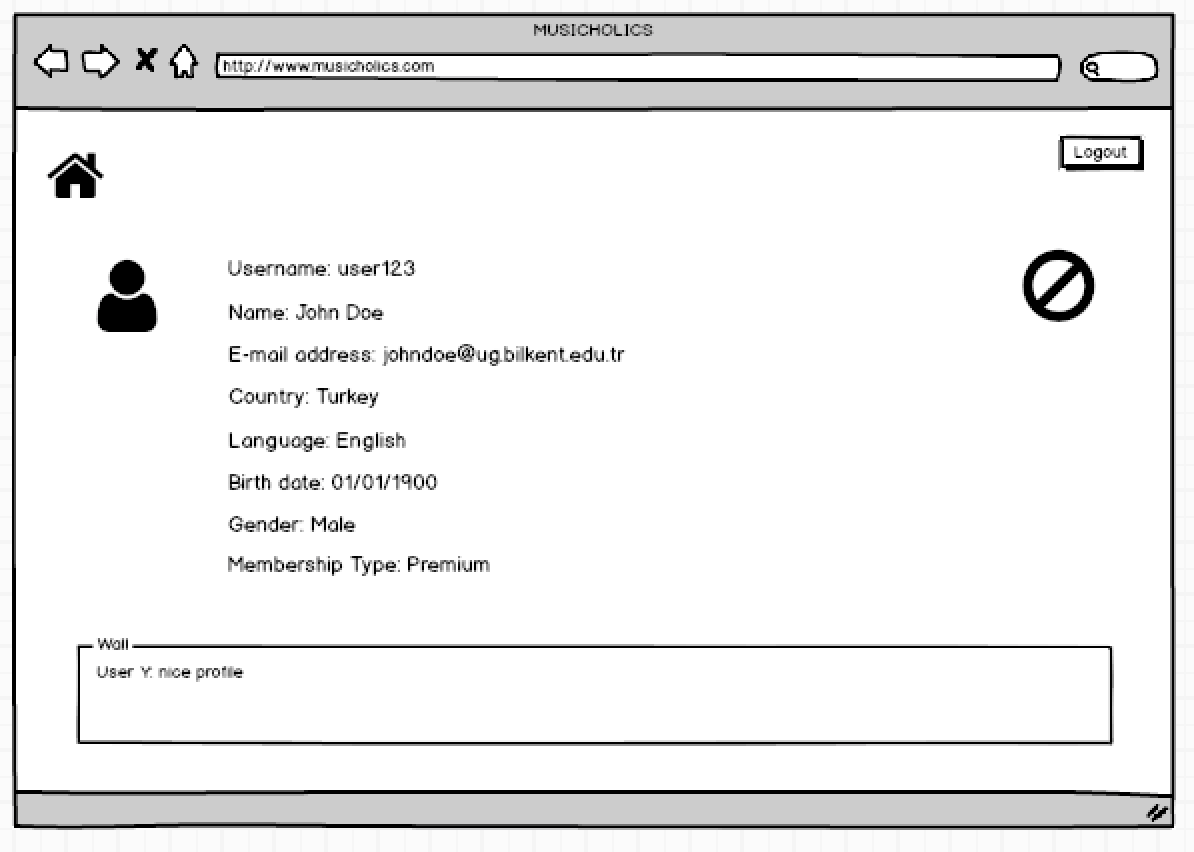 MUSICHOLICS
http://www.musicholics.com
Logout
Username: user123
Name: John Doe
E-mail address: johndoe@ug.bilkent.edu.tr
Country: Turkey
Language: English
Birth date: 01/01/1900
Gender: Male
Membership Type: Premium
Wall
User Y: nice profile